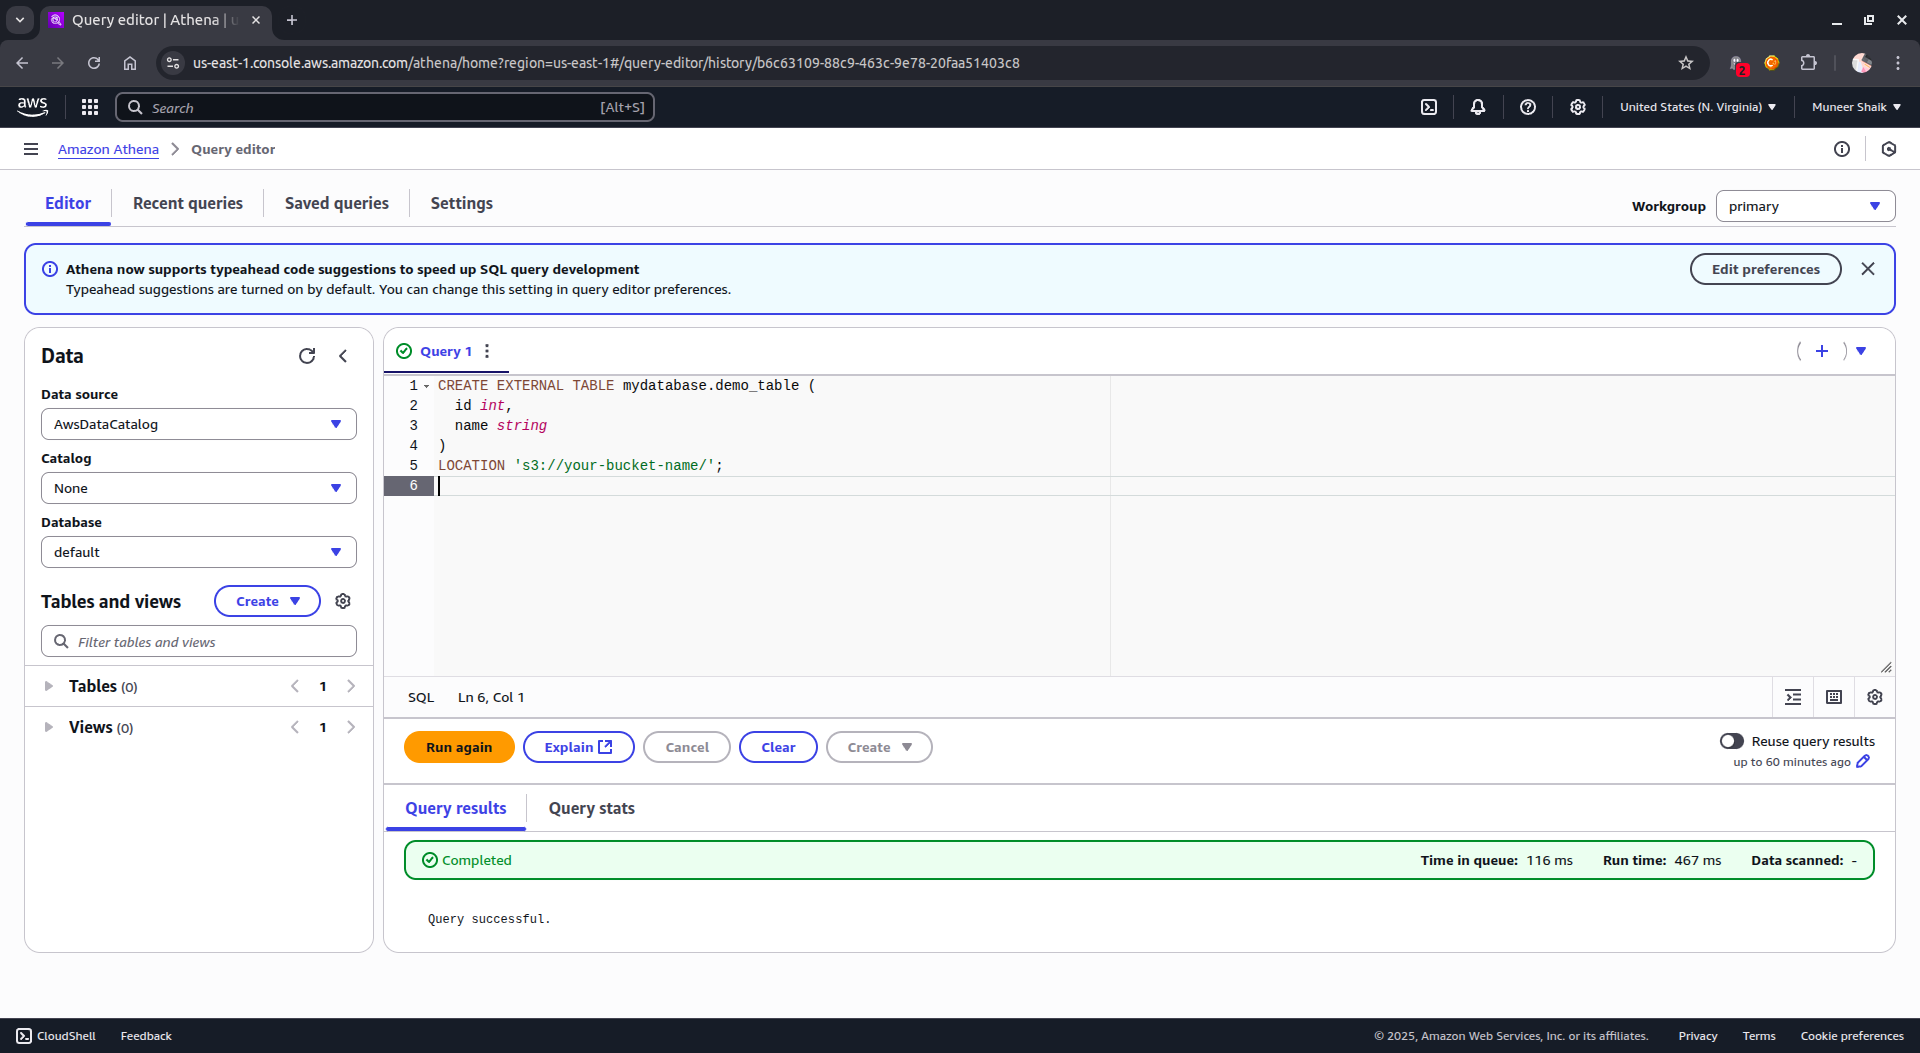 Query editor | Athena | u
us-east-1.console.aws.amazon.com/athena/home?region=us-east-1#/query-editor/history/b6c63109-88c9-463c-9e78-20faa51403c8
2
aws
Search
[Alt+S]
United States (N. Virginia)
Muneer Shaik
Amazon Athena > Query editor
Editor
Recent queries
Saved queries
Settings
Workgroup
primary
Athena now supports typeahead code suggestions to speed up SQL query development
Typeahead suggestions are turned on by default. You can change this setting in query editor preferences.
Edit preferences
Data
Data source
AwsDataCatalog
Catalog
None
Database
default
Tables and views
Create
Filter tables and views
Tables (0)
1
Views (0)
1
Query 1
1 CREATE EXTERNAL TABLE mydatabase.demo_table (
2 id int,
3 name string
4 )
5 LOCATION 's3://your-bucket-name/';
6
SQL
Ln 6, Col 1
Run again
Explain
Cancel
Clear
Create
Reuse query results
up to 60 minutes ago
Query results
Query stats
Completed
Time in queue: 116 ms
Run time: 467 ms
Data scanned: -
Query successful.
CloudShell
Feedback
© 2025, Amazon Web Services, Inc. or its affiliates.
Privacy
Terms
Cookie preferences